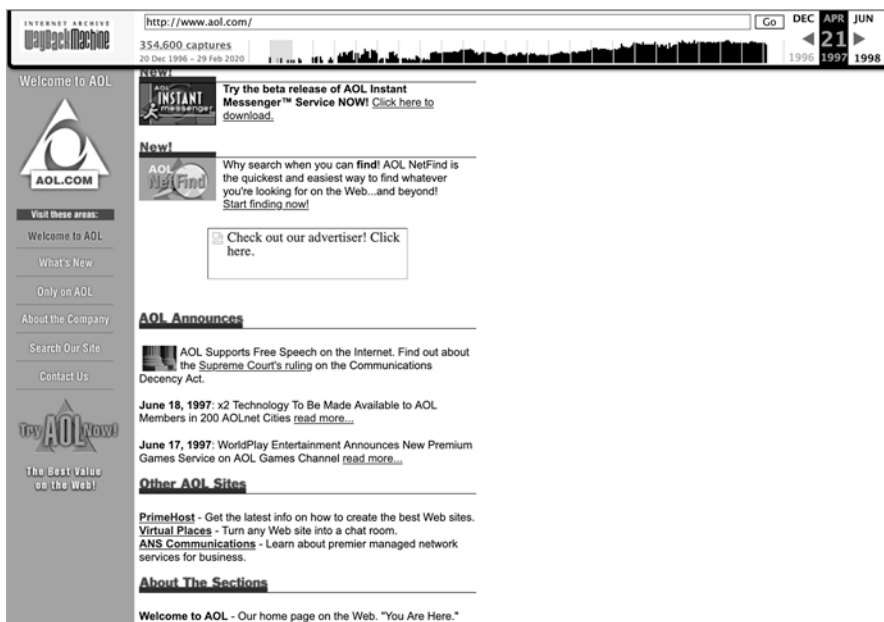 INTERNET ARCHIVE
WayBackMachine
http://www.aol.com/
Go
DEC
APR
JUN
354,600 captures
21
20 Dec 1996 – 29 Feb 2020
1996
1997
1998
Welcome to AOL
AOL.COM
Visit these areas:
Welcome to AOL
What's New
Only on AOL
About the Company
Search Our Site
Contact Us
Try AOL Now!
The Best Value
on the Web!
New!
AOL
INSTANT
messenger
Try the beta release of AOL Instant
Messenger™ Service NOW! Click here to
download.
New!
AOL
NetFind
Why search when you can find! AOL NetFind is
the quickest and easiest way to find whatever
you're looking for on the Web...and beyond!
Start finding now!
Check out our advertiser! Click
here.
AOL Announces
AOL Supports Free Speech on the Internet. Find out about
the Supreme Court's ruling on the Communications
Decency Act.
June 18, 1997: x2 Technology To Be Made Available to AOL
Members in 200 AOLnet Cities read more...
June 17, 1997: WorldPlay Entertainment Announces New Premium
Games Service on AOL Games Channel read more...
Other AOL Sites
PrimeHost - Get the latest info on how to create the best Web sites.
Virtual Places - Turn any Web site into a chat room.
ANS Communications - Learn about premier managed network
services for business.
About The Sections
Welcome to AOL - Our home page on the Web. "You Are Here."